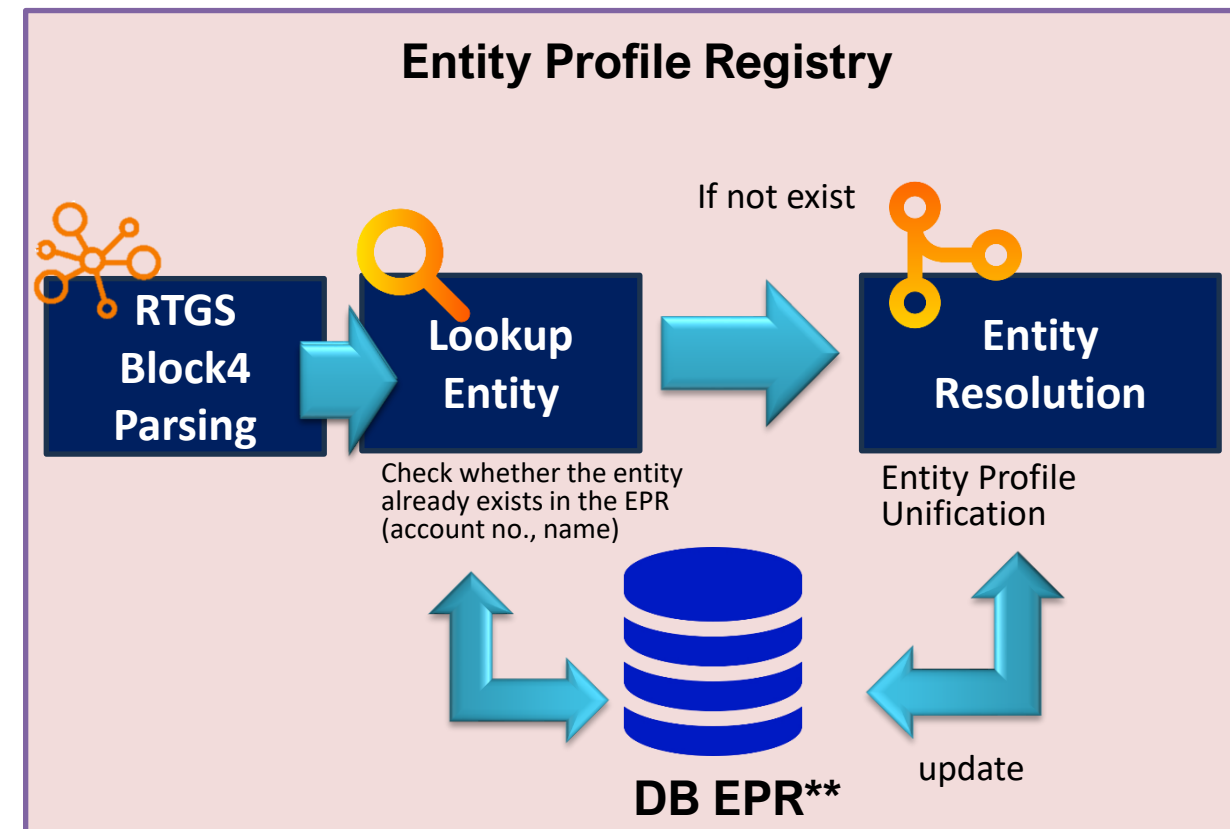 Entity Profile Registry
If not exist
RTGS
Block4
Parsing
Lookup
Entity
Entity
Resolution
Check whether the entity
already exists in the EPR
(account no., name)
Entity Profile
Unification
update
DB EPR**